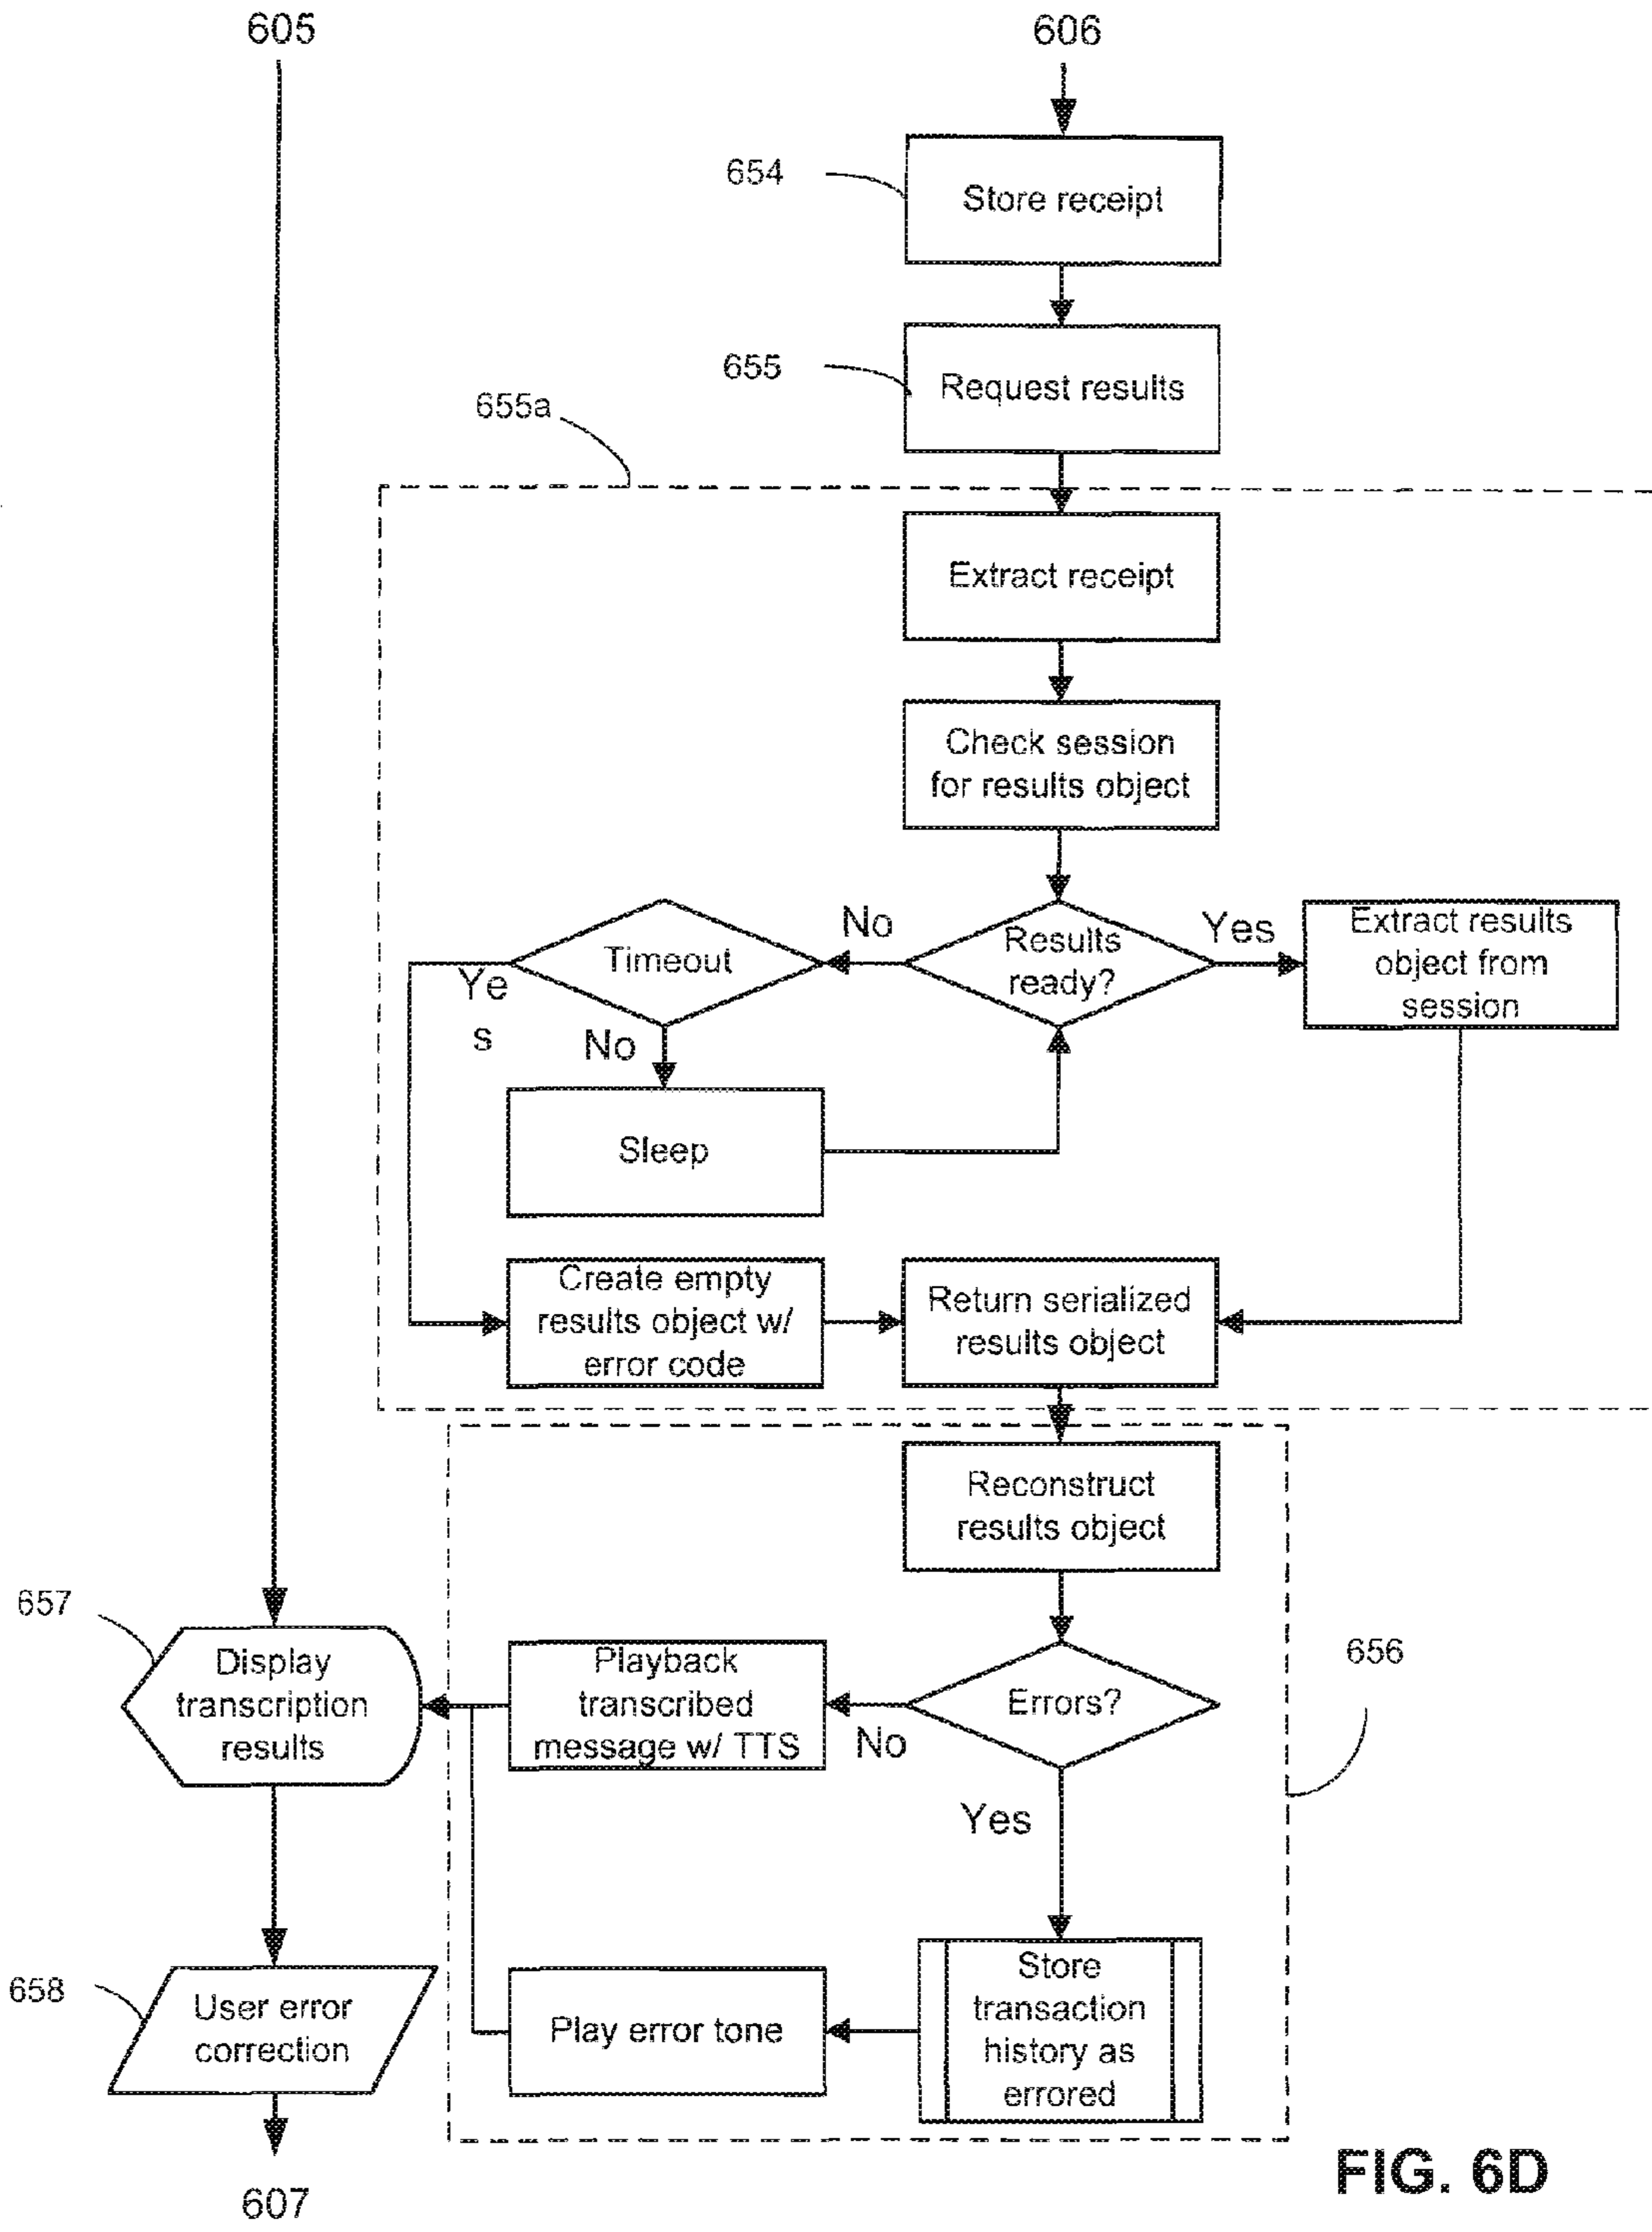 605
606
654
Store receipt
655
Request results
655a
Extract receipt
Check session
for results object
No
Yes
Timeout
Results
ready?
Extract results
object from
session
Ye
s
No
Sleep
Create empty
results object w/
error code
Return serialized
results object
Reconstruct
results object
657
Display
transcription
results
Playback
transcribed
message w/ TTS
No
Errors?
656
Yes
658
User error
correction
Play error tone
Store
transaction
history as
errored
607
FIG. 6D